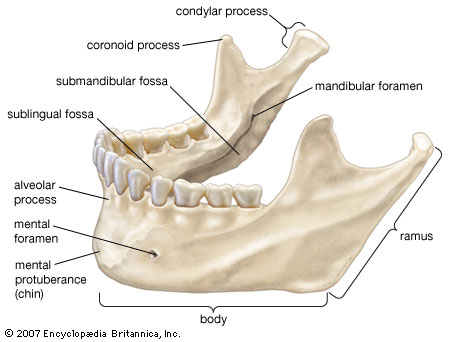 condylar process
coronoid process
submandibular fossa
mandibular foramen
sublingual fossa
alveolar
process
mental
foramen
ramus
mental
protuberance
(chin)
body
© 2007 Encyclopædia Britannica, Inc.